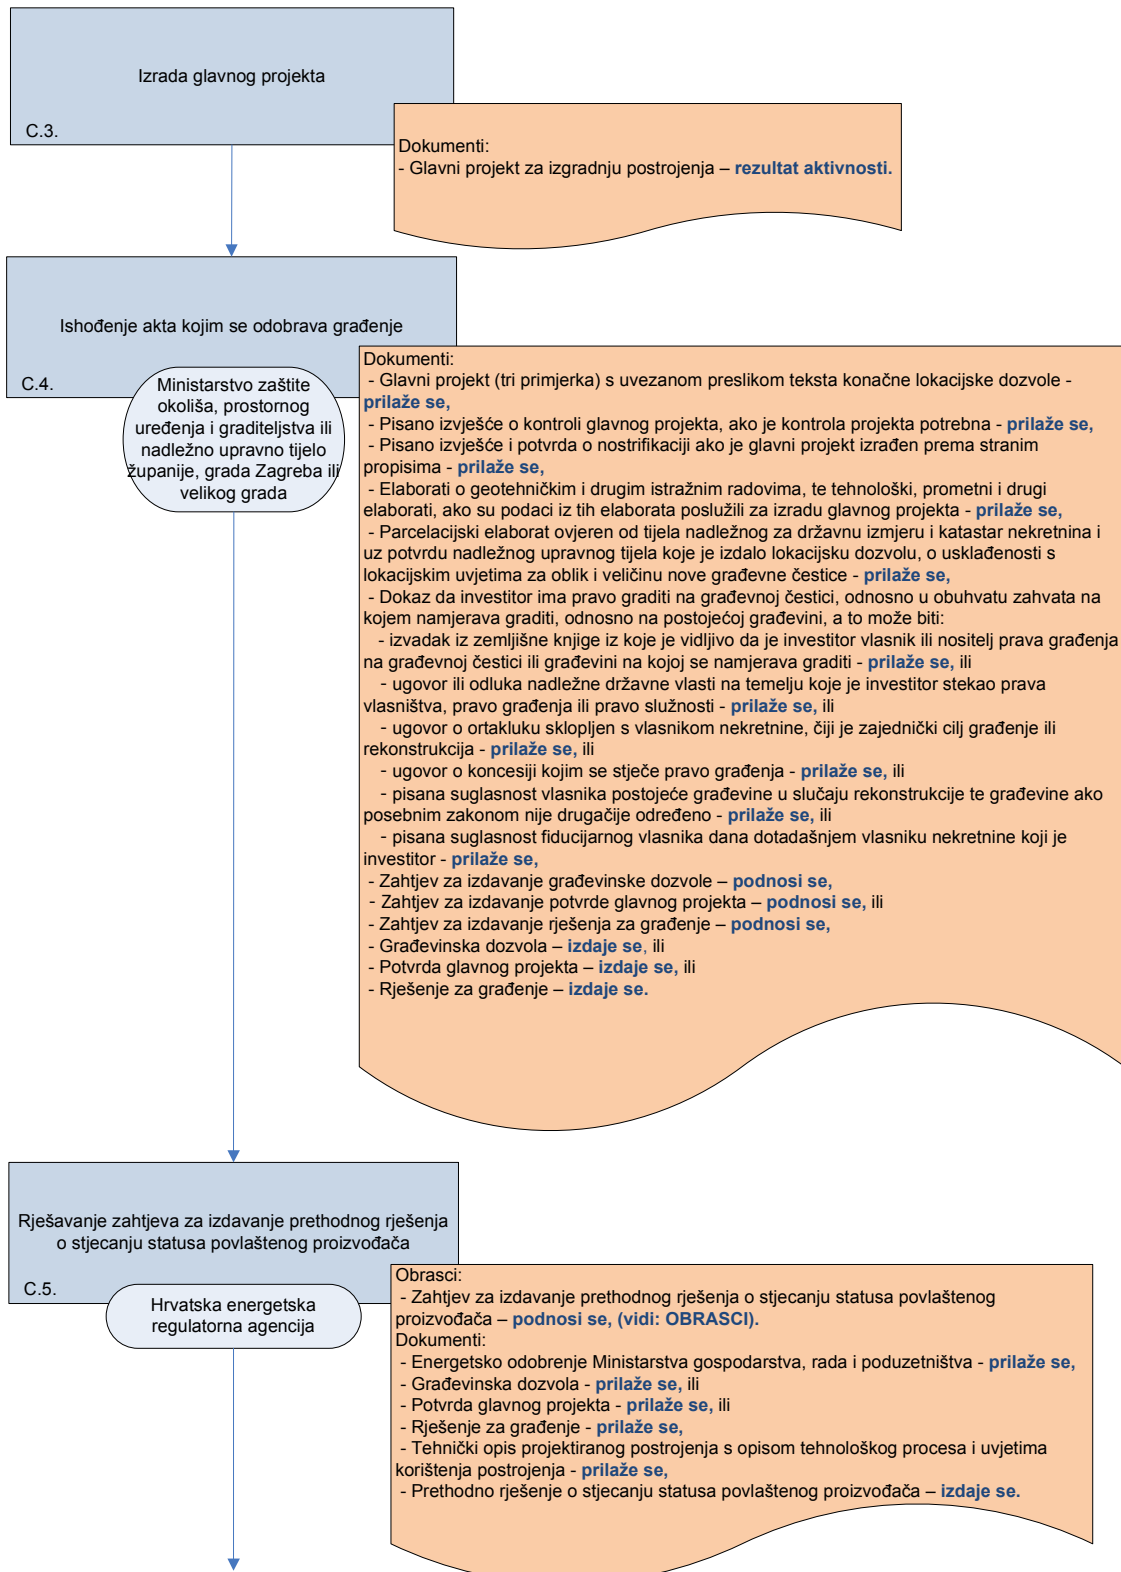 Izrada glavnog projekta
C.3.
Dokumenti:
- Glavni projekt za izgradnju postrojenja – rezultat aktivnosti.
Ishođenje akta kojim se odobrava građenje
C.4.
Ministarstvo zaštite
okoliša, prostornog
uređenja i graditeljstva ili
nadležno upravno tijelo
županije, grada Zagreba ili
velikog grada
Dokumenti:
- Glavni projekt (tri primjerka) s uvezanom preslikom teksta konačne lokacijske dozvole -
prilaže se,
- Pisano izvješće o kontroli glavnog projekta, ako je kontrola projekta potrebna - prilaže se,
- Pisano izvješće i potvrda o nostrifikaciji ako je glavni projekt izrađen prema stranim
propisima - prilaže se,
- Elaborati o geotehničkim i drugim istražnim radovima, te tehnološki, prometni i drugi
elaborati, ako su podaci iz tih elaborata poslužili za izradu glavnog projekta - prilaže se,
- Parcelacijski elaborat ovjeren od tijela nadležnog za državnu izmjeru i katastar nekretnina i
uz potvrdu nadležnog upravnog tijela koje je izdalo lokacijsku dozvolu, o usklađenosti s
lokacijskim uvjetima za oblik i veličinu nove građevne čestice - prilaže se,
- Dokaz da investitor ima pravo graditi na građevnoj čestici, odnosno u obuhvatu zahvata na
kojem namjerava graditi, odnosno na postojećoj građevini, a to može biti:
- izvadak iz zemljišne knjige iz koje je vidljivo da je investitor vlasnik ili nositelj prava građenja
na građevnoj čestici ili građevini na kojoj se namjerava graditi - prilaže se, ili
- ugovor ili odluka nadležne državne vlasti na temelju koje je investitor stekao prava
vlasništva, pravo građenja ili pravo služnosti - prilaže se, ili
- ugovor o ortakluku sklopljen s vlasnikom nekretnine, čiji je zajednički cilj građenje ili
rekonstrukcija - prilaže se, ili
- ugovor o koncesiji kojim se stječe pravo građenja - prilaže se, ili
- pisana suglasnost vlasnika postojeće građevine u slučaju rekonstrukcije te građevine ako
posebnim zakonom nije drugačije određeno - prilaže se, ili
- pisana suglasnost fiducijarnog vlasnika dana dotadašnjem vlasniku nekretnine koji je
investitor - prilaže se,
- Zahtjev za izdavanje građevinske dozvole – podnosi se,
- Zahtjev za izdavanje potvrde glavnog projekta – podnosi se, ili
- Zahtjev za izdavanje rješenja za građenje – podnosi se,
- Građevinska dozvola – izdaje se, ili
- Potvrda glavnog projekta – izdaje se, ili
- Rješenje za građenje – izdaje se.
Rješavanje zahtjeva za izdavanje prethodnog rješenja
o stjecanju statusa povlaštenog proizvođača
C.5.
Hrvatska energetska
regulatorna agencija
Obrasci:
- Zahtjev za izdavanje prethodnog rješenja o stjecanju statusa povlaštenog
proizvođača – podnosi se, (vidi: OBRASCI).
Dokumenti:
- Energetsko odobrenje Ministarstva gospodarstva, rada i poduzetništva - prilaže se,
- Građevinska dozvola - prilaže se, ili
- Potvrda glavnog projekta - prilaže se, ili
- Rješenje za građenje - prilaže se,
- Tehnički opis projektiranog postrojenja s opisom tehnološkog procesa i uvjetima
korištenja postrojenja - prilaže se,
- Prethodno rješenje o stjecanju statusa povlaštenog proizvođača – izdaje se.